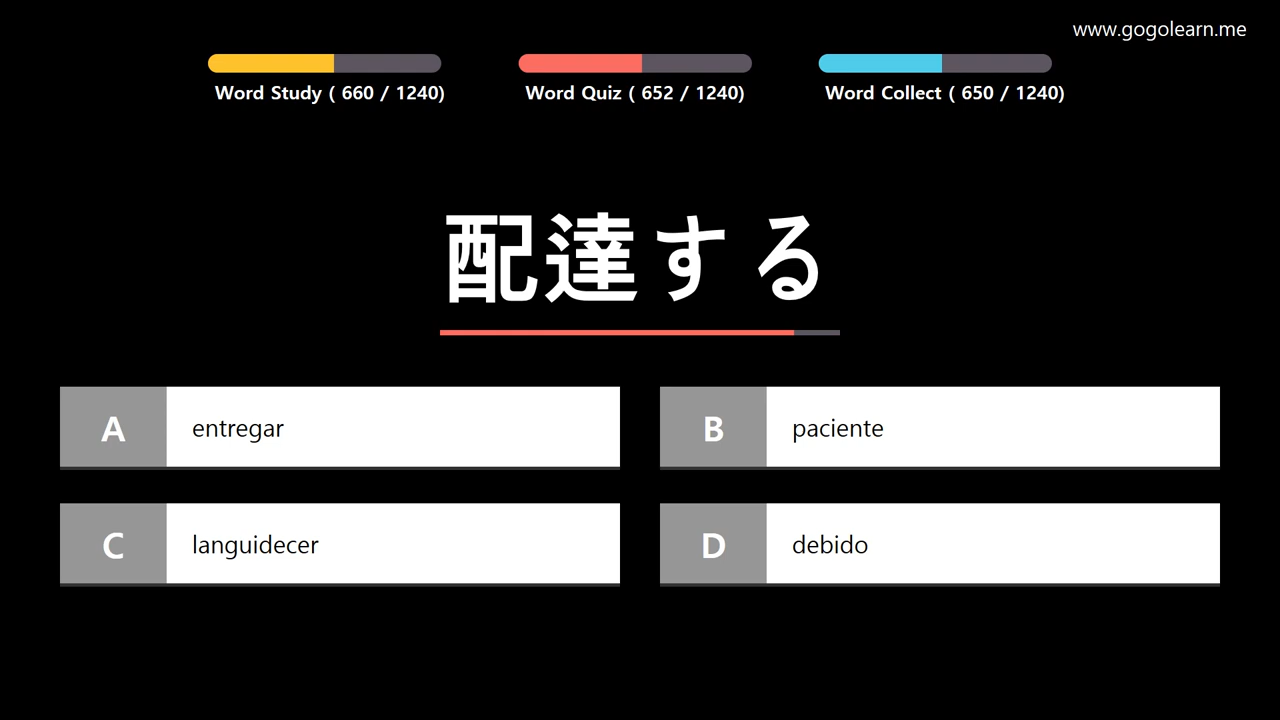 www.gogolearn.me
Word Study ( 660 / 1240)
Word Quiz ( 652 / 1240)
Word Collect ( 650 / 1240)
配達する
A entregar
B paciente
C languidecer
D debido